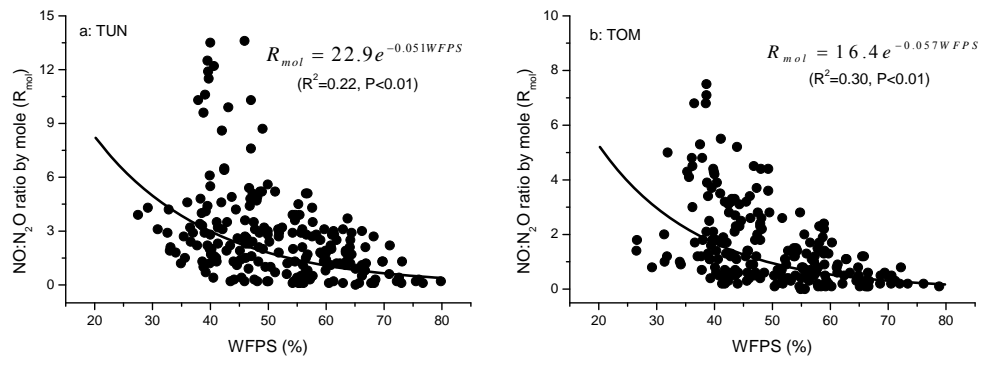 a: TUN
R_mol = 22.9e^−0.051WFPS
(R²=0.22, P<0.01)
NO:N₂O ratio by mole (R_mol)
15
12
9
6
3
0
20 30 40 50 60 70 80
WFPS (%)
b: TOM
R_mol = 16.4e^−0.057WFPS
(R²=0.30, P<0.01)
NO:N₂O ratio by mole (R_mol)
10
8
6
4
2
0
20 30 40 50 60 70 80
WFPS (%)